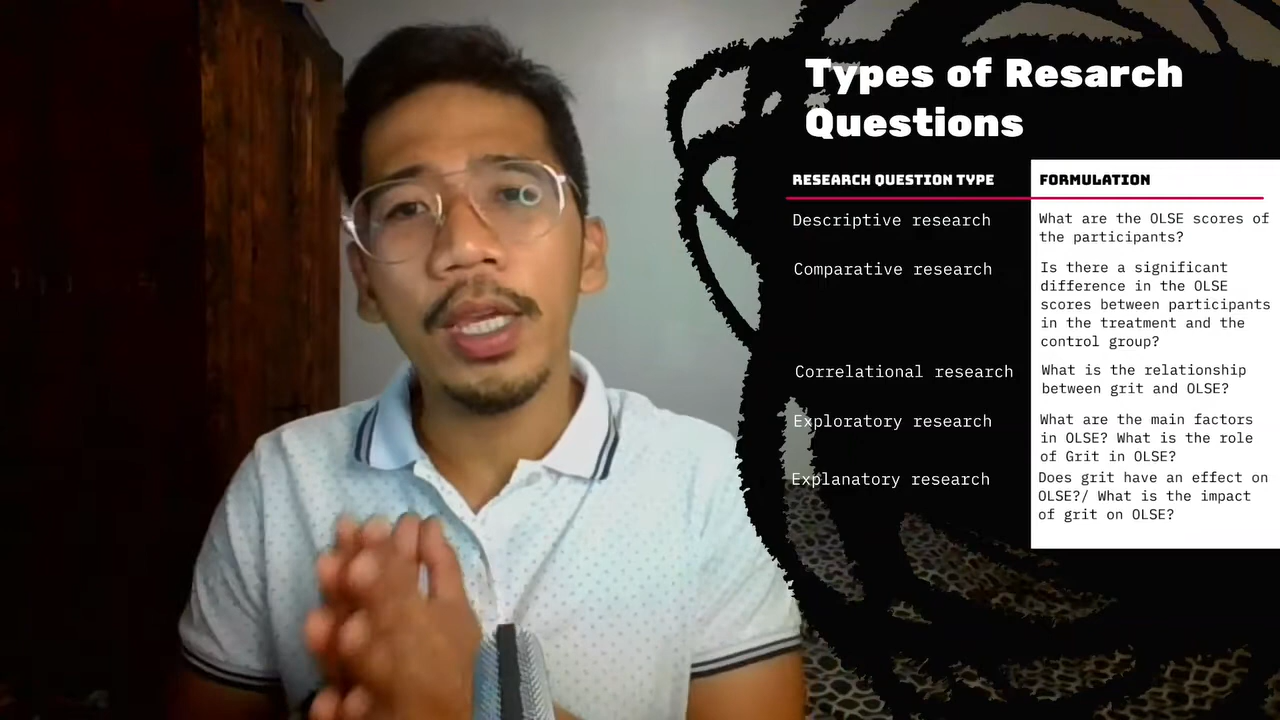 Types of Resarch
Questions
RESEARCH QUESTION TYPE
FORMULATION
Descriptive research
What are the OLSE scores of
the participants?
Comparative research
Is there a significant
difference in the OLSE
scores between participants
in the treatment and the
control group?
Correlational research
What is the relationship
between grit and OLSE?
Exploratory research
What are the main factors
in OLSE? What is the role
of Grit in OLSE?
Explanatory research
Does grit have an effect on
OLSE?/ What is the impact
of grit on OLSE?